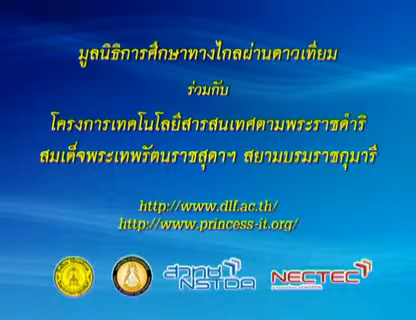 มูลนิธิการศึกษาทางไกลผ่านดาวเทียม
ร่วมกับ
โครงการเทคโนโลยีสารสนเทศตามพระราชดำริ
สมเด็จพระเทพรัตนราชสุดาฯ สยามบรมราชกุมารี
http://www.dlf.ac.th/
http://www.princess-it.org/
สวทช
NSTDA
NECTEC